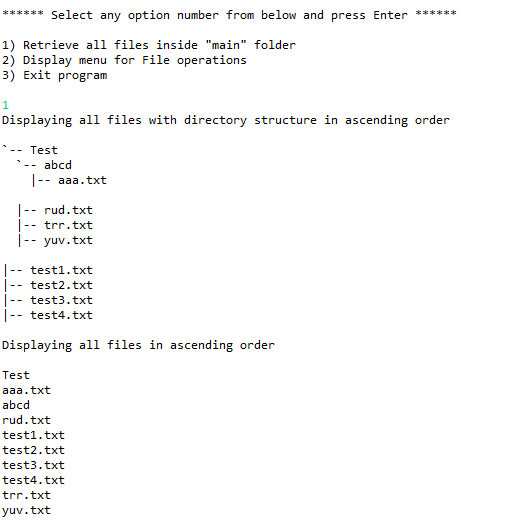 ****** Select any option number from below and press Enter ******
1) Retrieve all files inside "main" folder
2) Display menu for File operations
3) Exit program
1
Displaying all files with directory structure in ascending order
`-- Test
  `-- abcd
    |-- aaa.txt
  |-- rud.txt
  |-- trr.txt
  |-- yuv.txt
|-- test1.txt
|-- test2.txt
|-- test3.txt
|-- test4.txt
Displaying all files in ascending order
Test
aaa.txt
abcd
rud.txt
test1.txt
test2.txt
test3.txt
test4.txt
trr.txt
yuv.txt